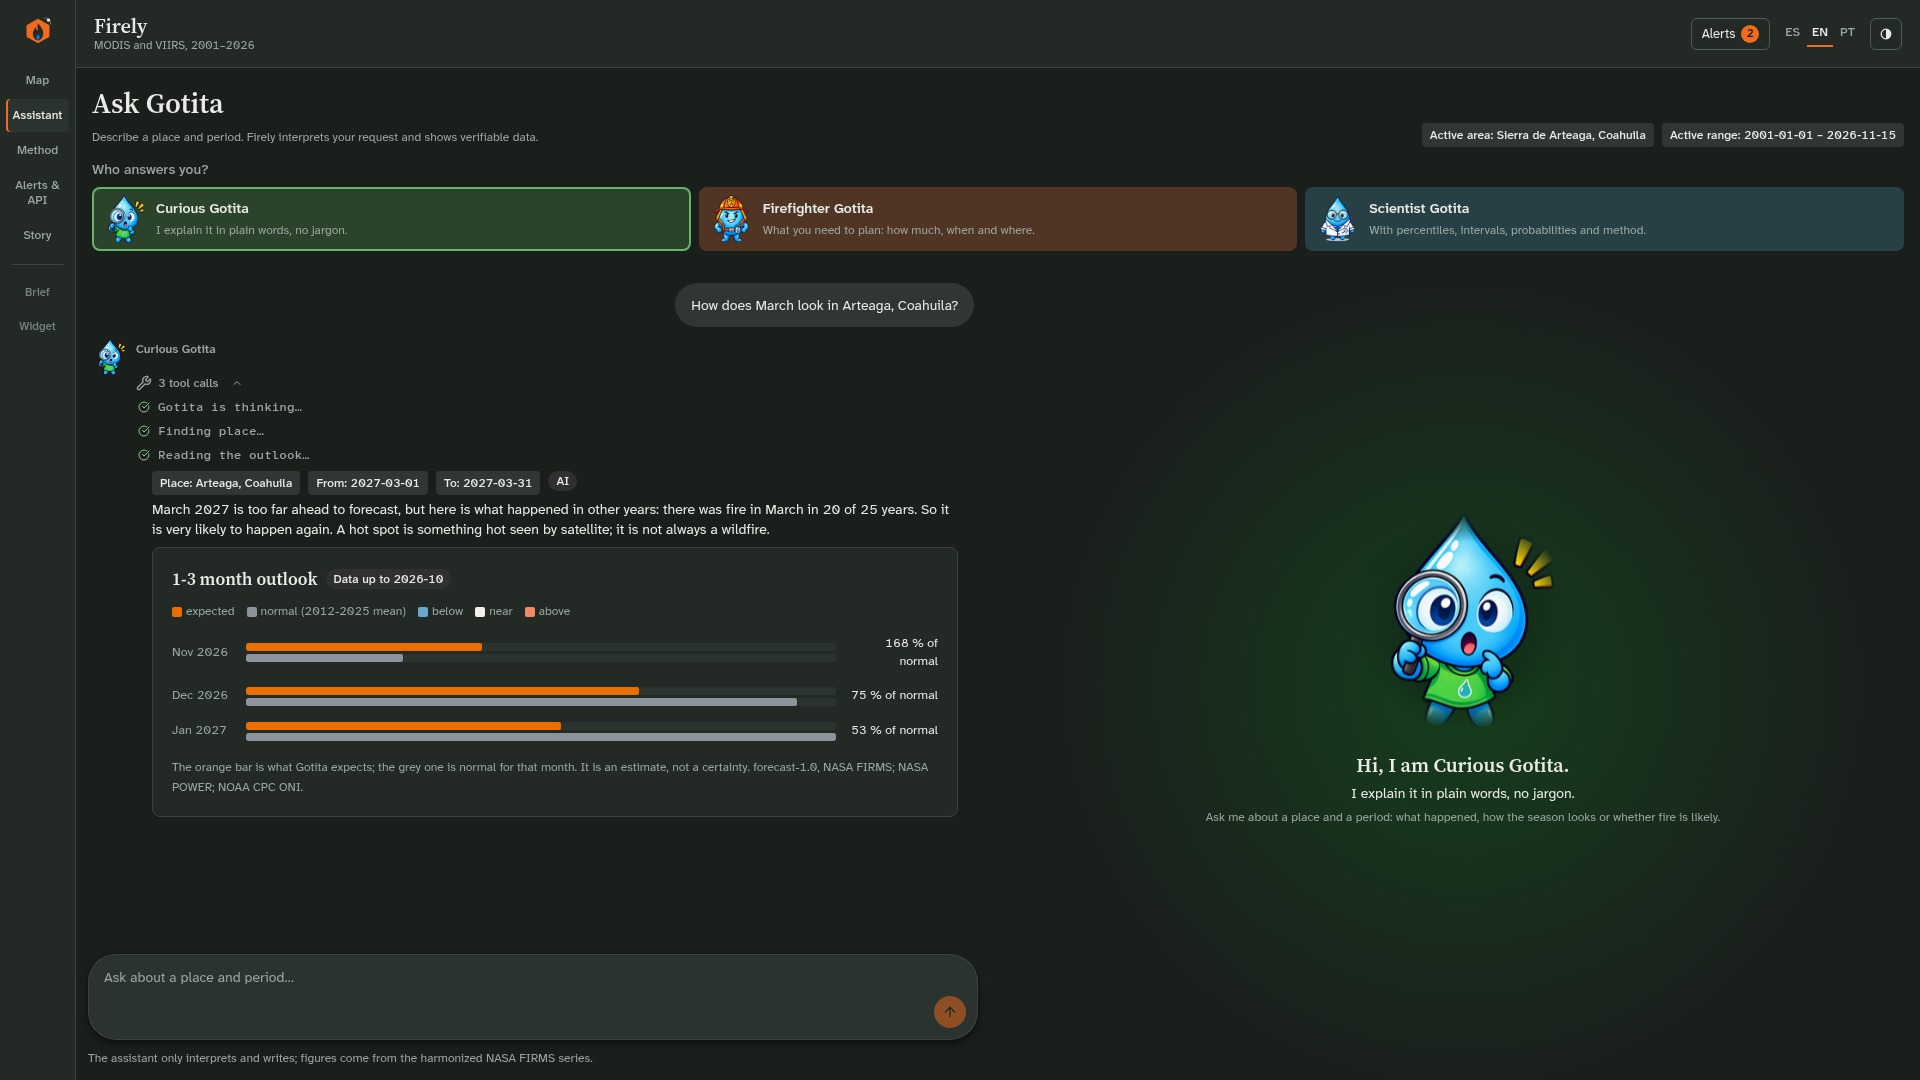 Firely
MODIS and VIIRS, 2001–2026
Alerts 2
ES EN PT
Map
Assistant
Method
Alerts &
API
Story
Brief
Widget
Ask Gotita
Describe a place and period. Firely interprets your request and shows verifiable data.
Active area: Sierra de Arteaga, Coahuila
Active range: 2001-01-01 – 2026-11-15
Who answers you?
Curious Gotita
I explain it in plain words, no jargon.
Firefighter Gotita
What you need to plan: how much, when and where.
Scientist Gotita
With percentiles, intervals, probabilities and method.
How does March look in Arteaga, Coahuila?
Curious Gotita
3 tool calls
Gotita is thinking…
Finding place…
Reading the outlook…
Place: Arteaga, Coahuila
From: 2027-03-01
To: 2027-03-31
AI
March 2027 is too far ahead to forecast, but here is what happened in other years: there was fire in March in 20 of 25 years. So it
is very likely to happen again. A hot spot is something hot seen by satellite; it is not always a wildfire.
1-3 month outlook
Data up to 2026-10
expected normal (2012-2025 mean) below near above
Nov 2026
168 % of
normal
Dec 2026
75 % of normal
Jan 2027
53 % of normal
The orange bar is what Gotita expects; the grey one is normal for that month. It is an estimate, not a certainty. forecast-1.0, NASA FIRMS; NASA
POWER; NOAA CPC ONI.
Hi, I am Curious Gotita.
I explain it in plain words, no jargon.
Ask me about a place and a period: what happened, how the season looks or whether fire is likely.
Ask about a place and period…
The assistant only interprets and writes; figures come from the harmonized NASA FIRMS series.